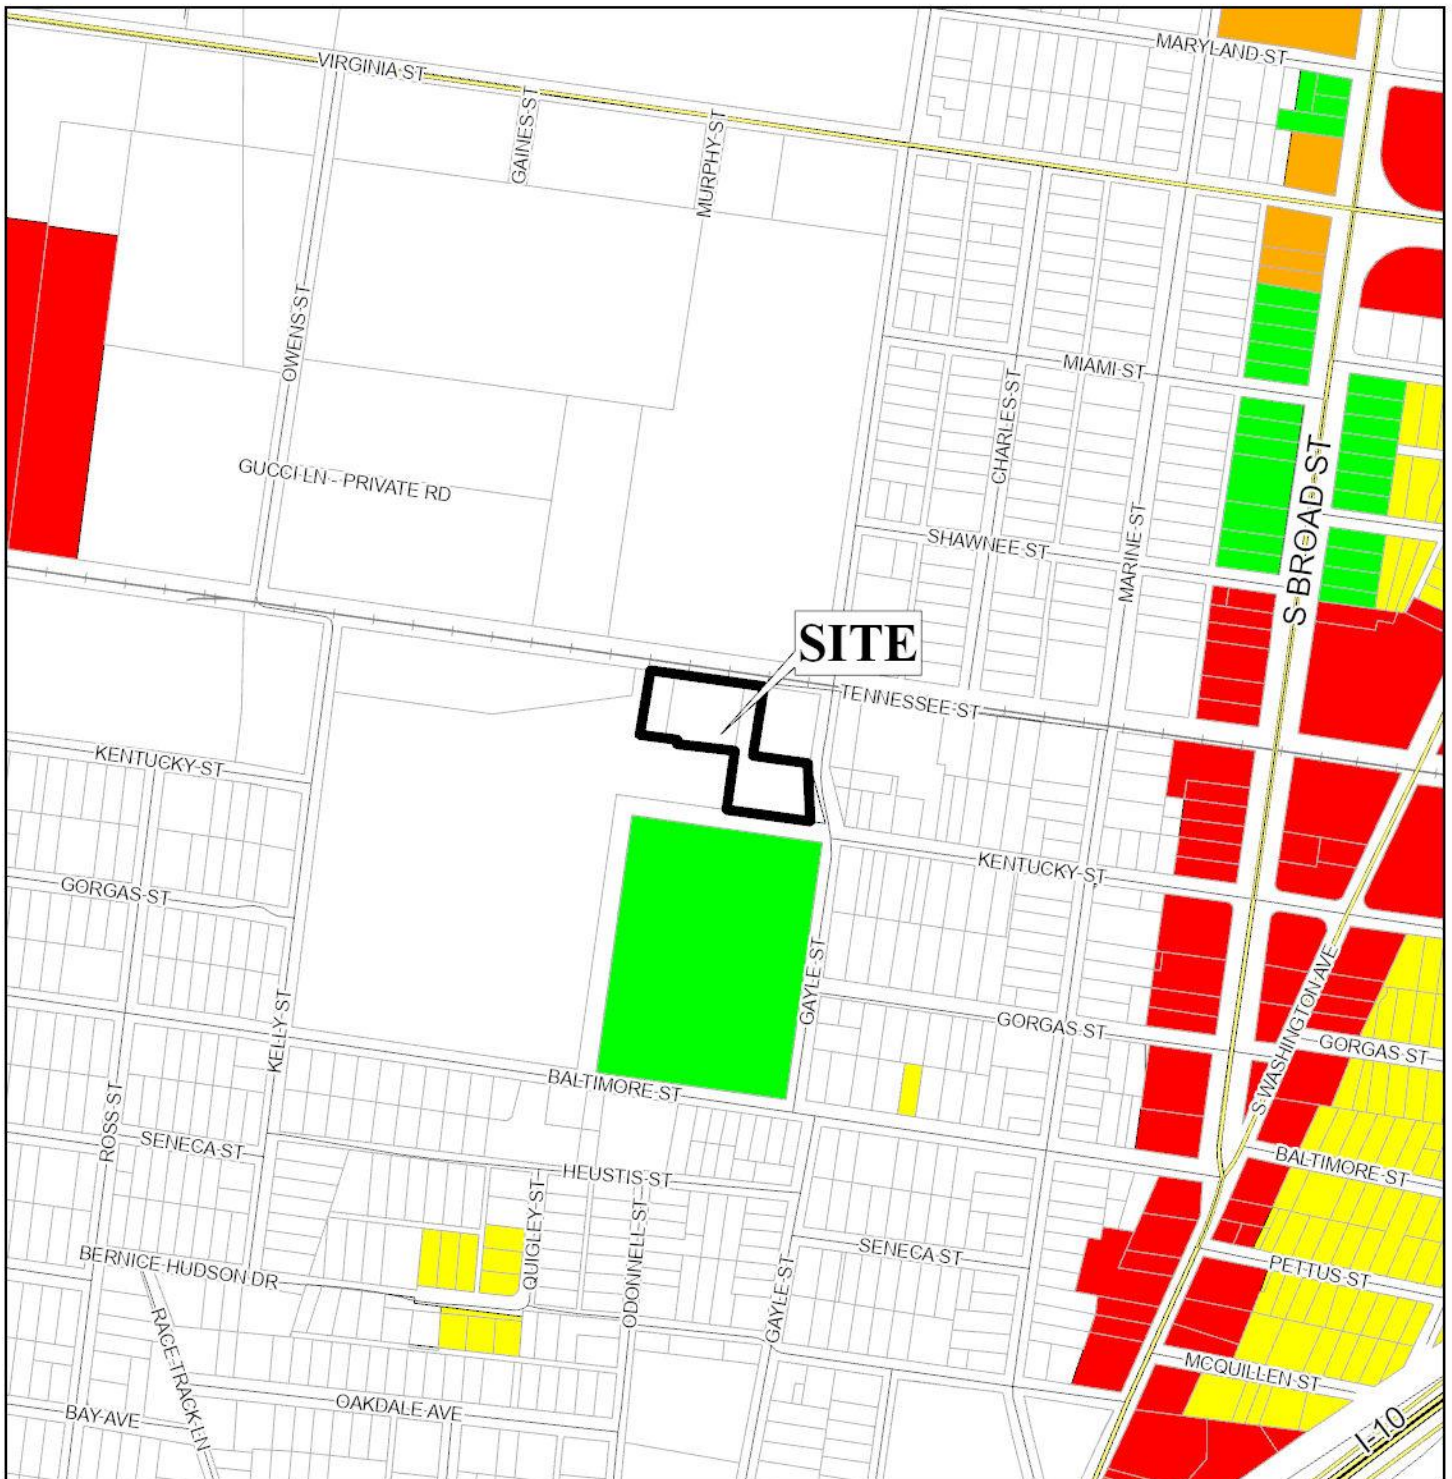 MARYLAND ST
VIRGINIA ST
GAINES-ST
MURPHY-ST
OWENS-ST
MIAMI-ST
CHARLES-ST
S BROAD ST
GUCCI-LN - PRIVATE RD
SHAWNEE ST
MARINE-ST
SITE
TENNESSEE-ST
KENTUCKY-ST
KENTUCKY-ST
GORGAS-ST
GAYLE-ST
S WASHINGTON AVE
KELLY-ST
GORGAS ST
GORGAS ST
BALTIMORE-ST
ROSS-ST
SENECA-ST
HEUSTIS-ST
BALTIMORE-ST
QUIGLEY-ST
ODONNELL-ST
GAYLE-ST
SENECA ST
PETTUS-ST
BERNICE-HUDSON-DR
RACE-TRACK-LN
MCQUILLEN-ST
OAKDALE-AVE
BAY-AVE
I-10